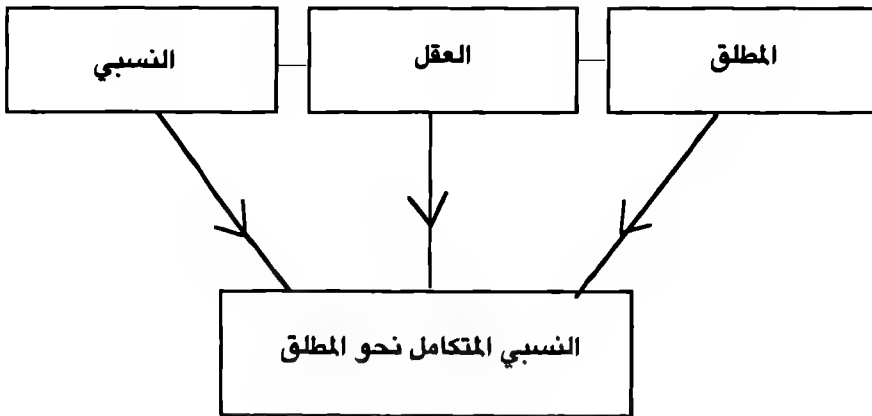 المطلق
العقل
النسبي
النسبي المتكامل نحو المطلق